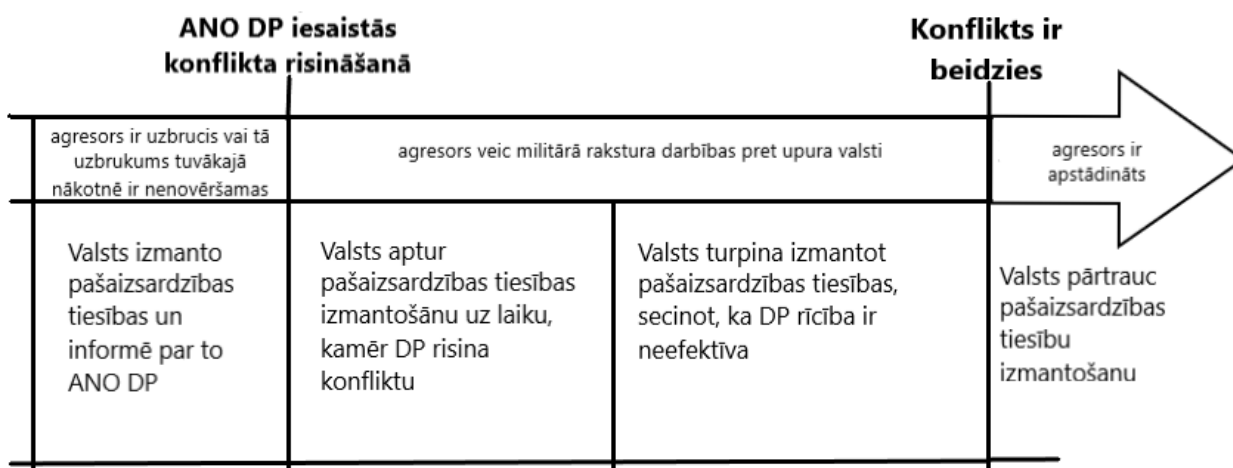 ANO DP iesaistās
konflikta risināšanā
Konflikts ir
beidzies
agresors ir uzbrucis vai tā
uzbrukums tuvākajā
nākotnē ir nenovēršamas
agresors veic militārā rakstura darbības pret upura valsti
agresors ir
apstādināts
Valsts izmanto
pašaizsardzības
tiesības un
informē par to
ANO DP
Valsts aptur
pašaizsardzības tiesības
izmantošānu uz laiku,
kamēr DP risina
konfliktu
Valsts turpina izmantot
pašaizsardzības tiesības,
secinot, ka DP rīcība ir
neefektīva
Valsts pārtrauc
pašaizsardzības
tiesību
izmantošanu